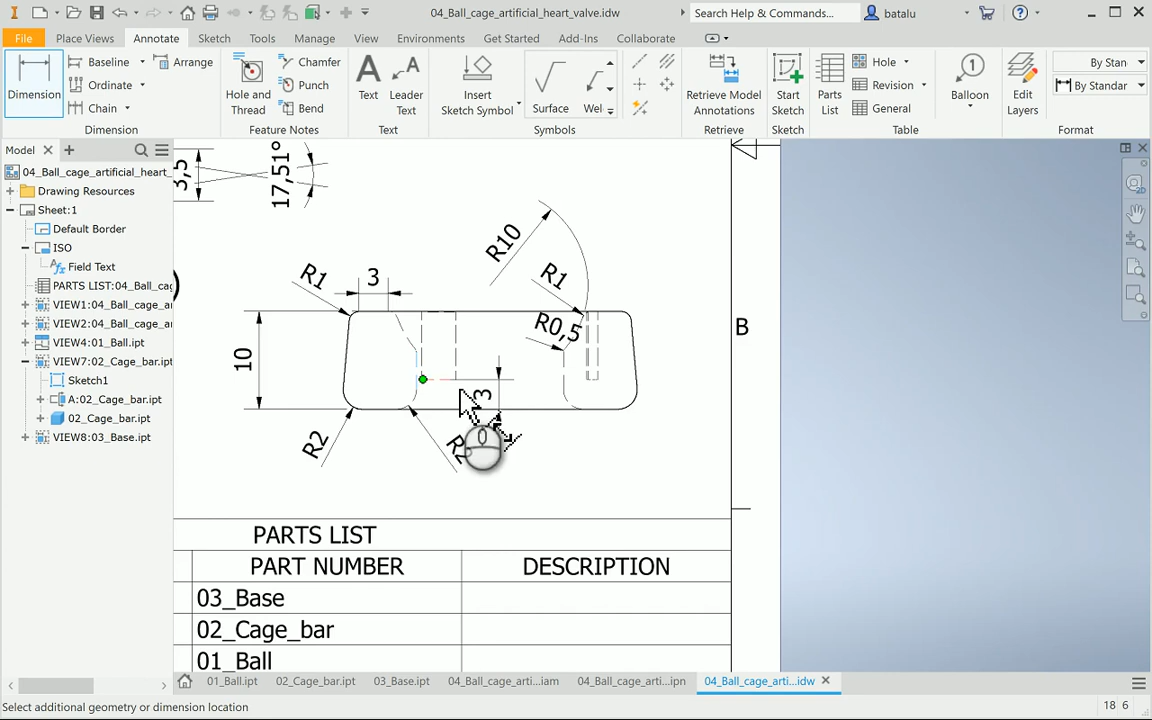 04_Ball_cage_artificial_heart_valve.idw
Search Help & Commands...
batalu
File
Place Views
Annotate
Sketch
Tools
Manage
View
Environments
Get Started
Add-Ins
Collaborate
Dimension
Baseline
Ordinate
Chain
Arrange
Dimension
Hole and Thread
Chamfer
Punch
Bend
Feature Notes
Text
Leader Text
Text
Insert Sketch Symbol
Surface
Wel
Symbols
Retrieve Model Annotations
Retrieve
Start Sketch
Sketch
Parts List
Hole
Revision
General
Table
Balloon
Edit Layers
By Stan
By Standar
Format
Model
04_Ball_cage_artificial_heart_
Drawing Resources
Sheet:1
Default Border
ISO
Field Text
PARTS LIST:04_Ball_cag
VIEW1:04_Ball_cage_ar
VIEW2:04_Ball_cage_ar
VIEW4:01_Ball.ipt
VIEW7:02_Cage_bar.ipt
Sketch1
A:02_Cage_bar.ipt
02_Cage_bar.ipt
VIEW8:03_Base.ipt
3,5
17,51°
R10
R1
3
R1
R0,5
10
3
R2
B
PARTS LIST
PART NUMBER
DESCRIPTION
03_Base
02_Cage_bar
01_Ball
01_Ball.ipt
02_Cage_bar.ipt
03_Base.ipt
04_Ball_cage_arti...iam
04_Ball_cage_arti...ipn
04_Ball_cage_arti...idw
Select additional geometry or dimension location
18 6